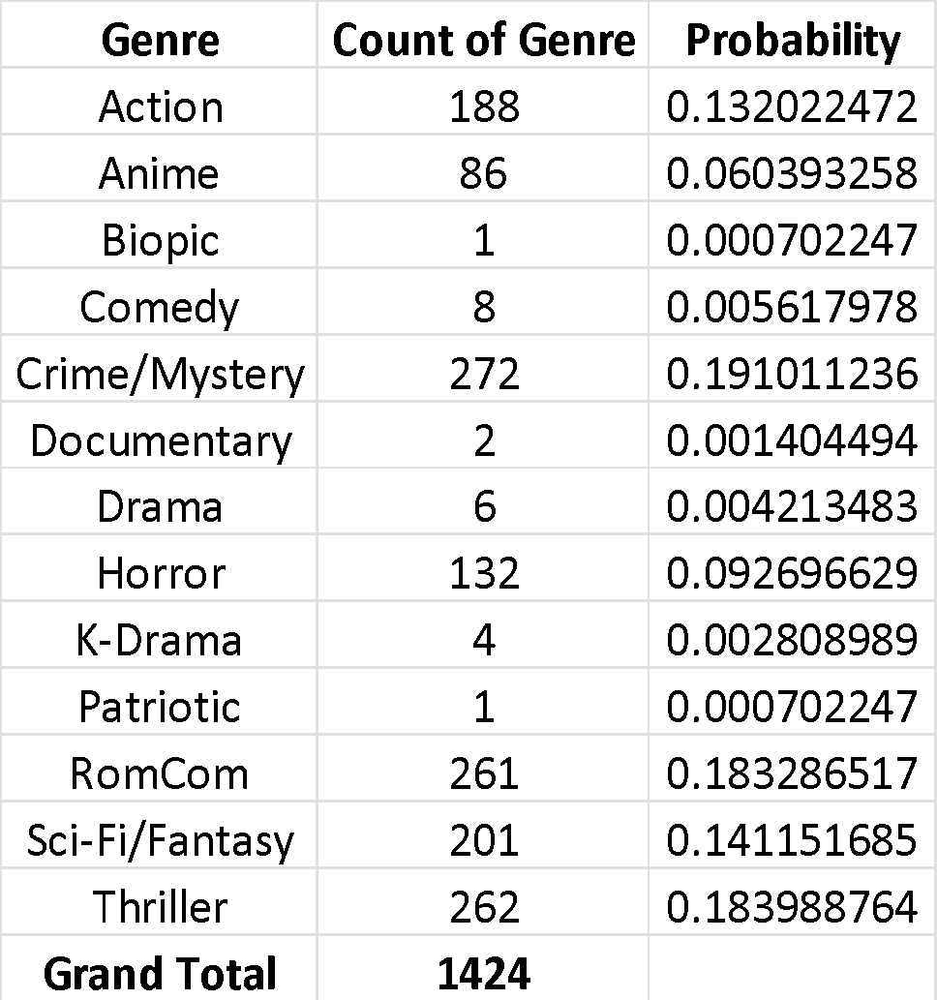 Genre Count of Genre Probability
Action 188 0.132022472
Anime 86 0.060393258
Biopic 1 0.000702247
Comedy 8 0.005617978
Crime/Mystery 272 0.191011236
Documentary 2 0.001404494
Drama 6 0.004213483
Horror 132 0.092696629
K-Drama 4 0.002808989
Patriotic 1 0.000702247
RomCom 261 0.183286517
Sci-Fi/Fantasy 201 0.141151685
Thriller 262 0.183988764
Grand Total 1424